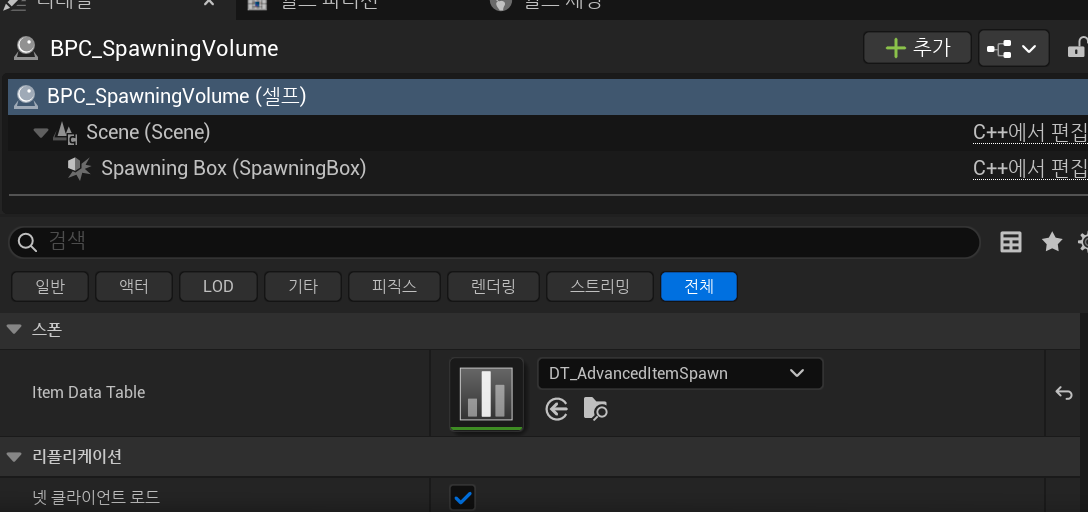 BPC_SpawningVolume
추가
BPC_SpawningVolume (셀프)
Scene (Scene)
C++에서 편집
Spawning Box (SpawningBox)
C++에서 편집
검색
일반 액터 LOD 기타 피직스 렌더링 스트리밍 전체
스폰
Item Data Table
DT_AdvancedItemSpawn
리플리케이션
넷 클라이언트 로드